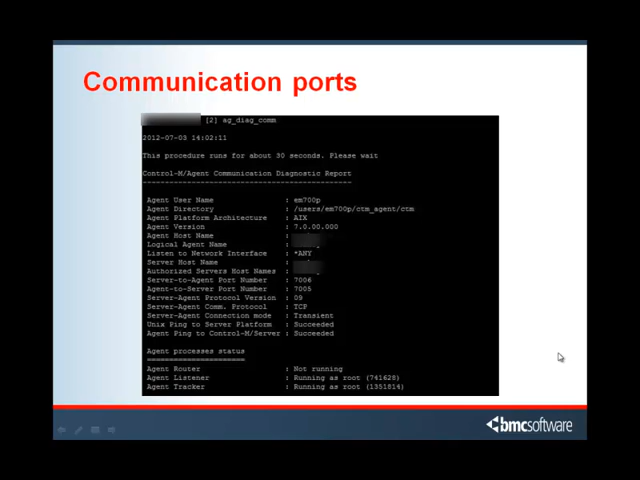 Communication ports
[2] ag_diag_comm
2012-07-03 14:02:11
This procedure runs for about 30 seconds. Please wait
Control-M/Agent Communication Diagnostic Report
-----------------------------------------------
Agent User Name : em700p
Agent Directory : /users/em700p/ctm_agent/ctm
Agent Platform Architecture : AIX
Agent Version : 7.0.00.000
Agent Host Name :
Logical Agent Name :
Listen to Network Interface : *ANY
Server Host Name :
Authorized Servers Host Names :
Server-to-Agent Port Number : 7006
Agent-to-Server Port Number : 7005
Server-Agent Protocol Version : 09
Server-Agent Comm. Protocol : TCP
Server-Agent Connection mode : Transient
Unix Ping to Server Platform : Succeeded
Agent Ping to Control-M/Server : Succeeded
Agent processes status
======================
Agent Router : Not running
Agent Listener : Running as root (741628)
Agent Tracker : Running as root (1351814)
bmcsoftware